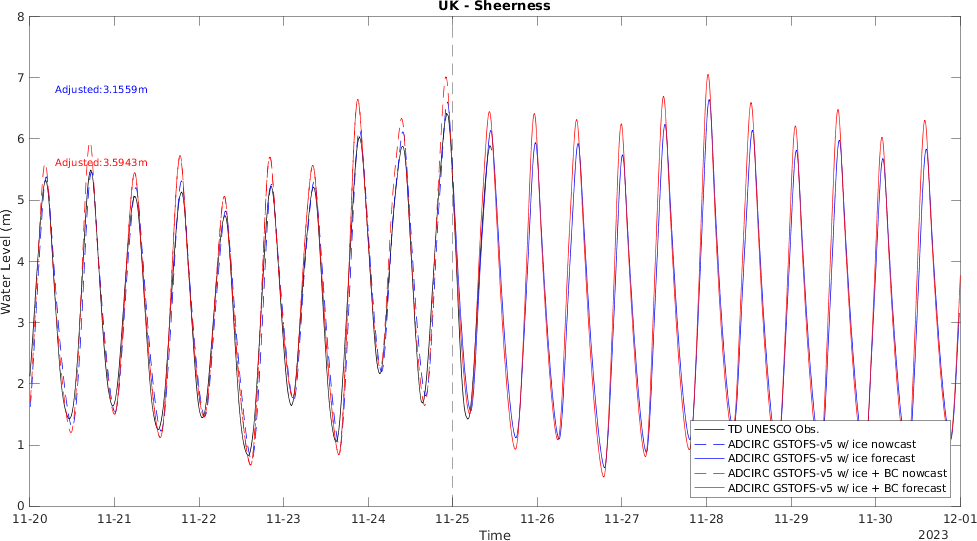 UK - Sheerness
8
7
6
5
4
3
2
1
0
Water Level (m)
Adjusted:3.1559m
Adjusted:3.5943m
TD UNESCO Obs.
ADCIRC GSTOFS-v5 w/ ice nowcast
ADCIRC GSTOFS-v5 w/ ice forecast
ADCIRC GSTOFS-v5 w/ ice + BC nowcast
ADCIRC GSTOFS-v5 w/ ice + BC forecast
11-20 11-21 11-22 11-23 11-24 11-25 11-26 11-27 11-28 11-29 11-30 12-01
Time
2023